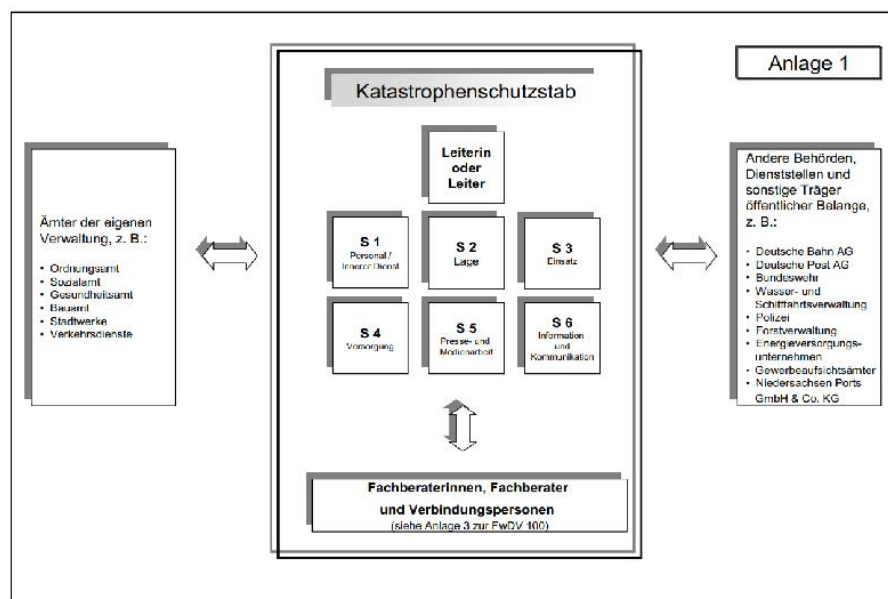 Anlage 1
Katastrophenschutzstab
Leiterin
oder
Leiter
Ämter der eigenen
Verwaltung, z. B.:
• Ordnungsamt
• Sozialamt
• Gesundheitsamt
• Bauamt
• Stadtwerke
• Verkehrsdienste
S 1
Personal /
Innerer Dienst
S 2
Lage
S 3
Einsatz
S 4
Versorgung
S 5
Presse- und
Medienarbeit
S 6
Information
und
Kommunikation
Andere Behörden,
Dienststellen und
sonstige Träger
öffentlicher Belange,
z. B.:
• Deutsche Bahn AG
• Deutsche Post AG
• Bundeswehr
• Wasser- und
Schifffahrtsverwaltung
• Polizei
• Forstverwaltung
• Energieversorgungs-
unternehmen
• Gewerbeaufsichtsämter
• Niedersachsen Ports
GmbH & Co. KG
Fachberaterinnen, Fachberater
und Verbindungspersonen
(siehe Anlage 3 zur FwDV 100)